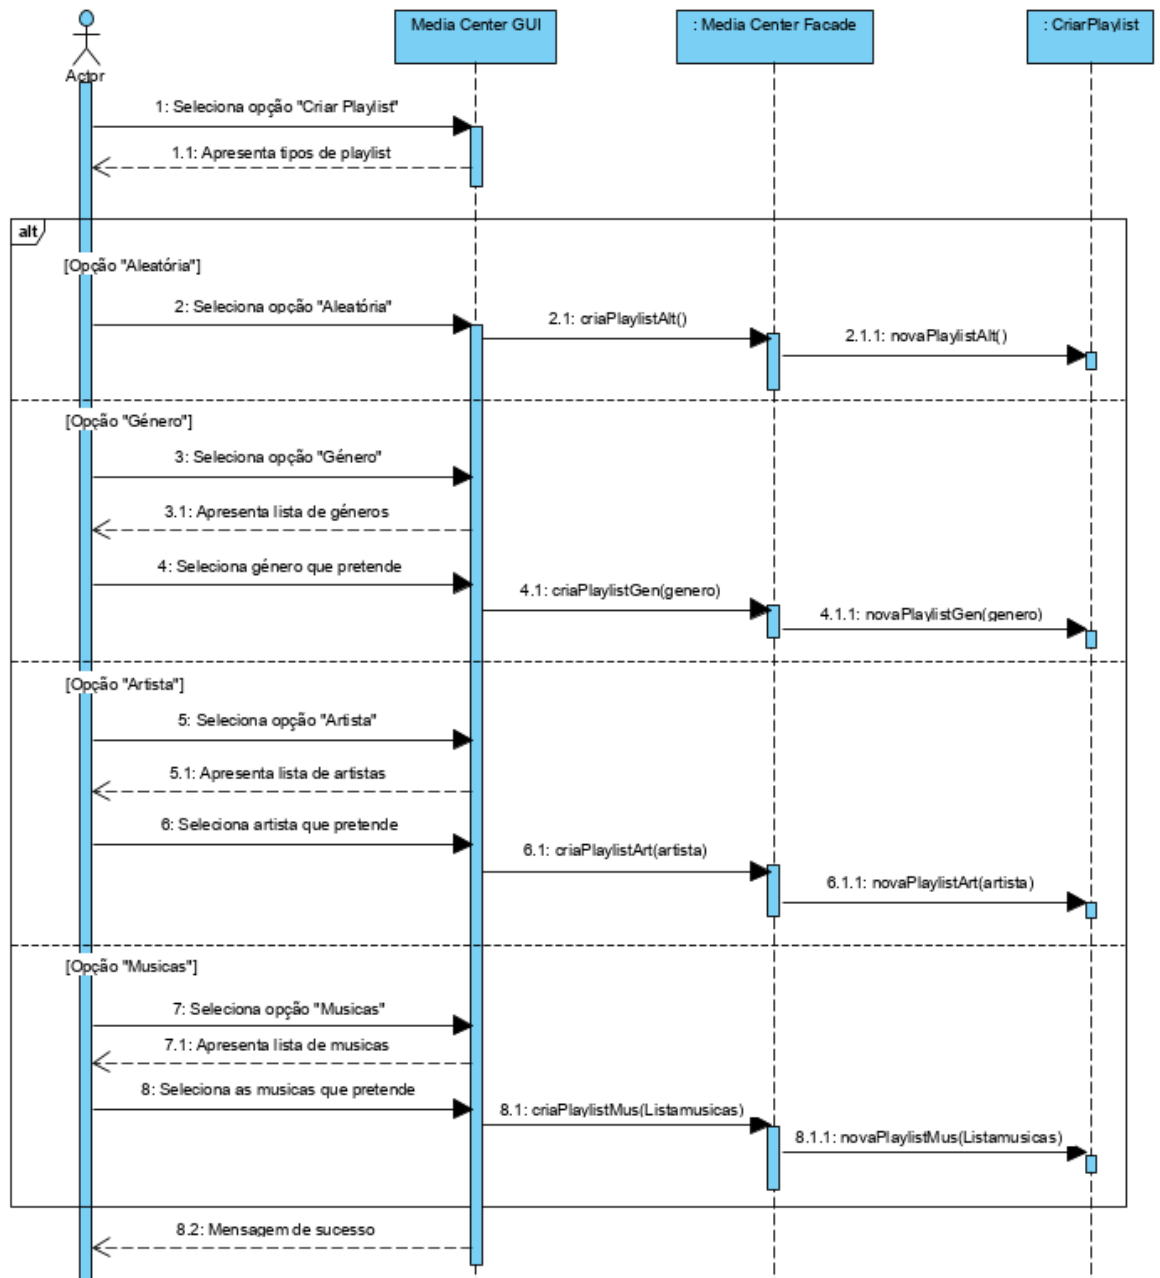 Media Center GUI
: Media Center Facade
: CriarPlaylist
Actor
1: Seleciona opção "Criar Playlist"
1.1: Apresenta tipos de playlist
alt
[Opção "Aleatória"]
2: Seleciona opção "Aleatória"
2.1: criaPlaylistAlt()
2.1.1: novaPlaylistAlt()
[Opção "Género"]
3: Seleciona opção "Género"
3.1: Apresenta lista de géneros
4: Seleciona género que pretende
4.1: criaPlaylistGen(genero)
4.1.1: novaPlaylistGen(genero)
[Opção "Artista"]
5: Seleciona opção "Artista"
5.1: Apresenta lista de artistas
6: Seleciona artista que pretende
6.1: criaPlaylistArt(artista)
6.1.1: novaPlaylistArt(artista)
[Opção "Musicas"]
7: Seleciona opção "Musicas"
7.1: Apresenta lista de musicas
8: Seleciona as musicas que pretende
8.1: criaPlaylistMus(Listamusicas)
8.1.1: novaPlaylistMus(Listamusicas)
8.2: Mensagem de sucesso